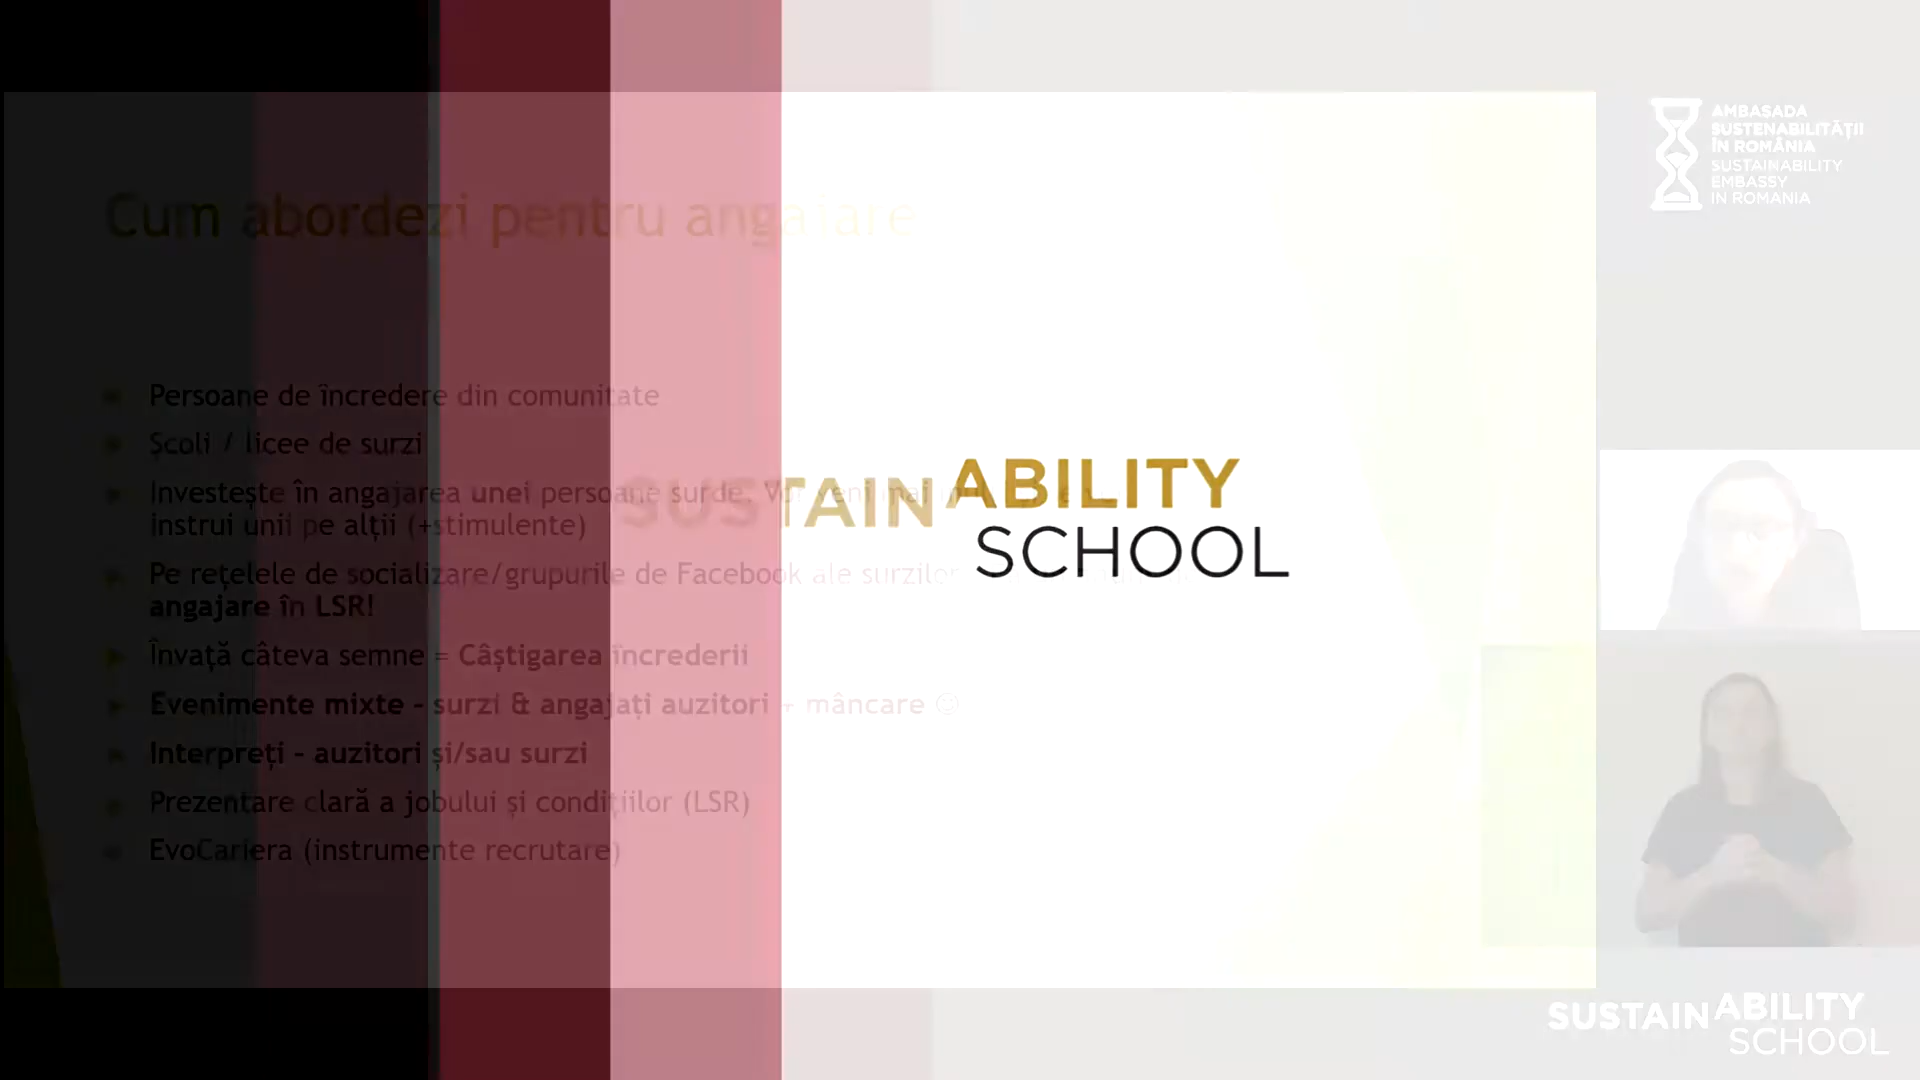 AMBASADA
SUSTENABILITĂȚII
ÎN ROMÂNIA
SUSTAINABILITY
EMBASSY
IN ROMANIA
Cum abordezi pentru angajare
Persoane de încredere din comunitate
Școli / licee de surzi
Investește în angajarea unei persoane surde. Vor veni mai
instrui unii pe alții (+stimulente)
Pe rețelele de socializare/grupurile de Facebook ale surzilor
angajare în LSR!
Învață câteva semne = Câștigarea încrederii
Evenimente mixte - surzi & angajați auzitori + mâncare ☺
Interpreți - auzitori și/sau surzi
Prezentare clară a jobului și condițiilor (LSR)
EvoCariera (instrumente recrutare)
SUSTAINABILITY
SCHOOL
SUSTAINABILITY
SCHOOL